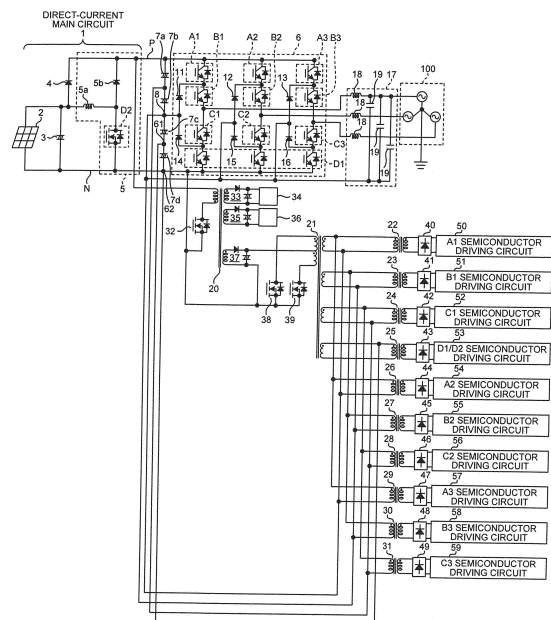 DIRECT-CURRENT
MAIN CIRCUIT
1
P
7a
7b
A1
B1
6
A2
B2
A3
B3
100
4
5a
5b
8
11
12
13
18
19
17
18
18
2
D2
61
7c
C1
C2
C3
3
14
15
16
19
19
D1
N
5
7d
62
33
34
35
36
32
37
20
21
38
39
22
40
50
A1 SEMICONDUCTOR
DRIVING CIRCUIT
23
41
51
B1 SEMICONDUCTOR
DRIVING CIRCUIT
24
42
52
C1 SEMICONDUCTOR
DRIVING CIRCUIT
25
43
53
D1/D2 SEMICONDUCTOR
DRIVING CIRCUIT
26
44
54
A2 SEMICONDUCTOR
DRIVING CIRCUIT
27
45
55
B2 SEMICONDUCTOR
DRIVING CIRCUIT
28
46
56
C2 SEMICONDUCTOR
DRIVING CIRCUIT
29
47
57
A3 SEMICONDUCTOR
DRIVING CIRCUIT
30
48
58
B3 SEMICONDUCTOR
DRIVING CIRCUIT
31
49
59
C3 SEMICONDUCTOR
DRIVING CIRCUIT